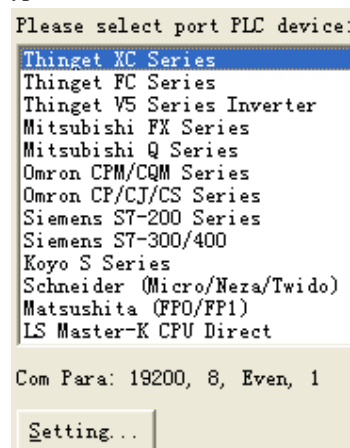 Please select port PLC device:
Thinget XC Series
Thinget FC Series
Thinget V5 Series Inverter
Mitsubishi FX Series
Mitsubishi Q Series
Omron CPM/CQM Series
Omron CP/CJ/CS Series
Siemens S7-200 Series
Siemens S7-300/400
Koyo S Series
Schneider (Micro/Neza/Twido)
Matsushita (FP0/FP1)
LS Master-K CPU Direct
Com Para: 19200, 8, Even, 1
Setting...